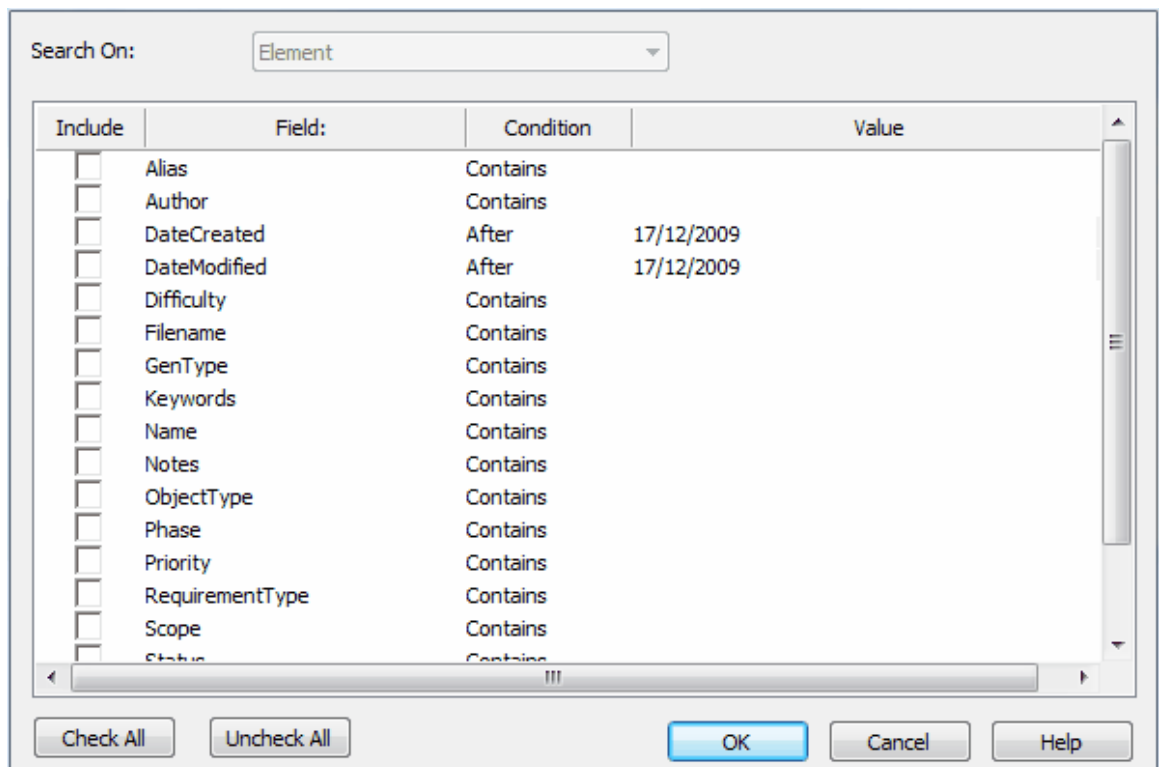 Search On: Element
Include Field: Condition Value
Alias Contains
Author Contains
DateCreated After 17/12/2009
DateModified After 17/12/2009
Difficulty Contains
Filename Contains
GenType Contains
Keywords Contains
Name Contains
Notes Contains
ObjectType Contains
Phase Contains
Priority Contains
RequirementType Contains
Scope Contains
Status Contains
Check All Uncheck All OK Cancel Help